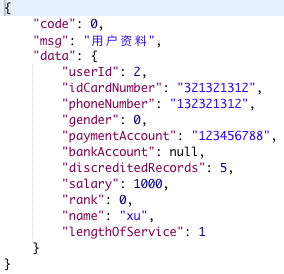 {
    "code": 0,
    "msg": "用户资料",
    "data": {
        "userId": 2,
        "idCardNumber": "321321312",
        "phoneNumber": "132321312",
        "gender": 0,
        "paymentAccount": "123456788",
        "bankAccount": null,
        "discreditedRecords": 5,
        "salary": 1000,
        "rank": 0,
        "name": "xu",
        "lengthOfService": 1
    }
}